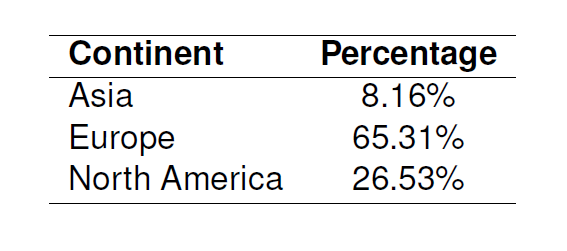 Continent Percentage
Asia 8.16%
Europe 65.31%
North America 26.53%